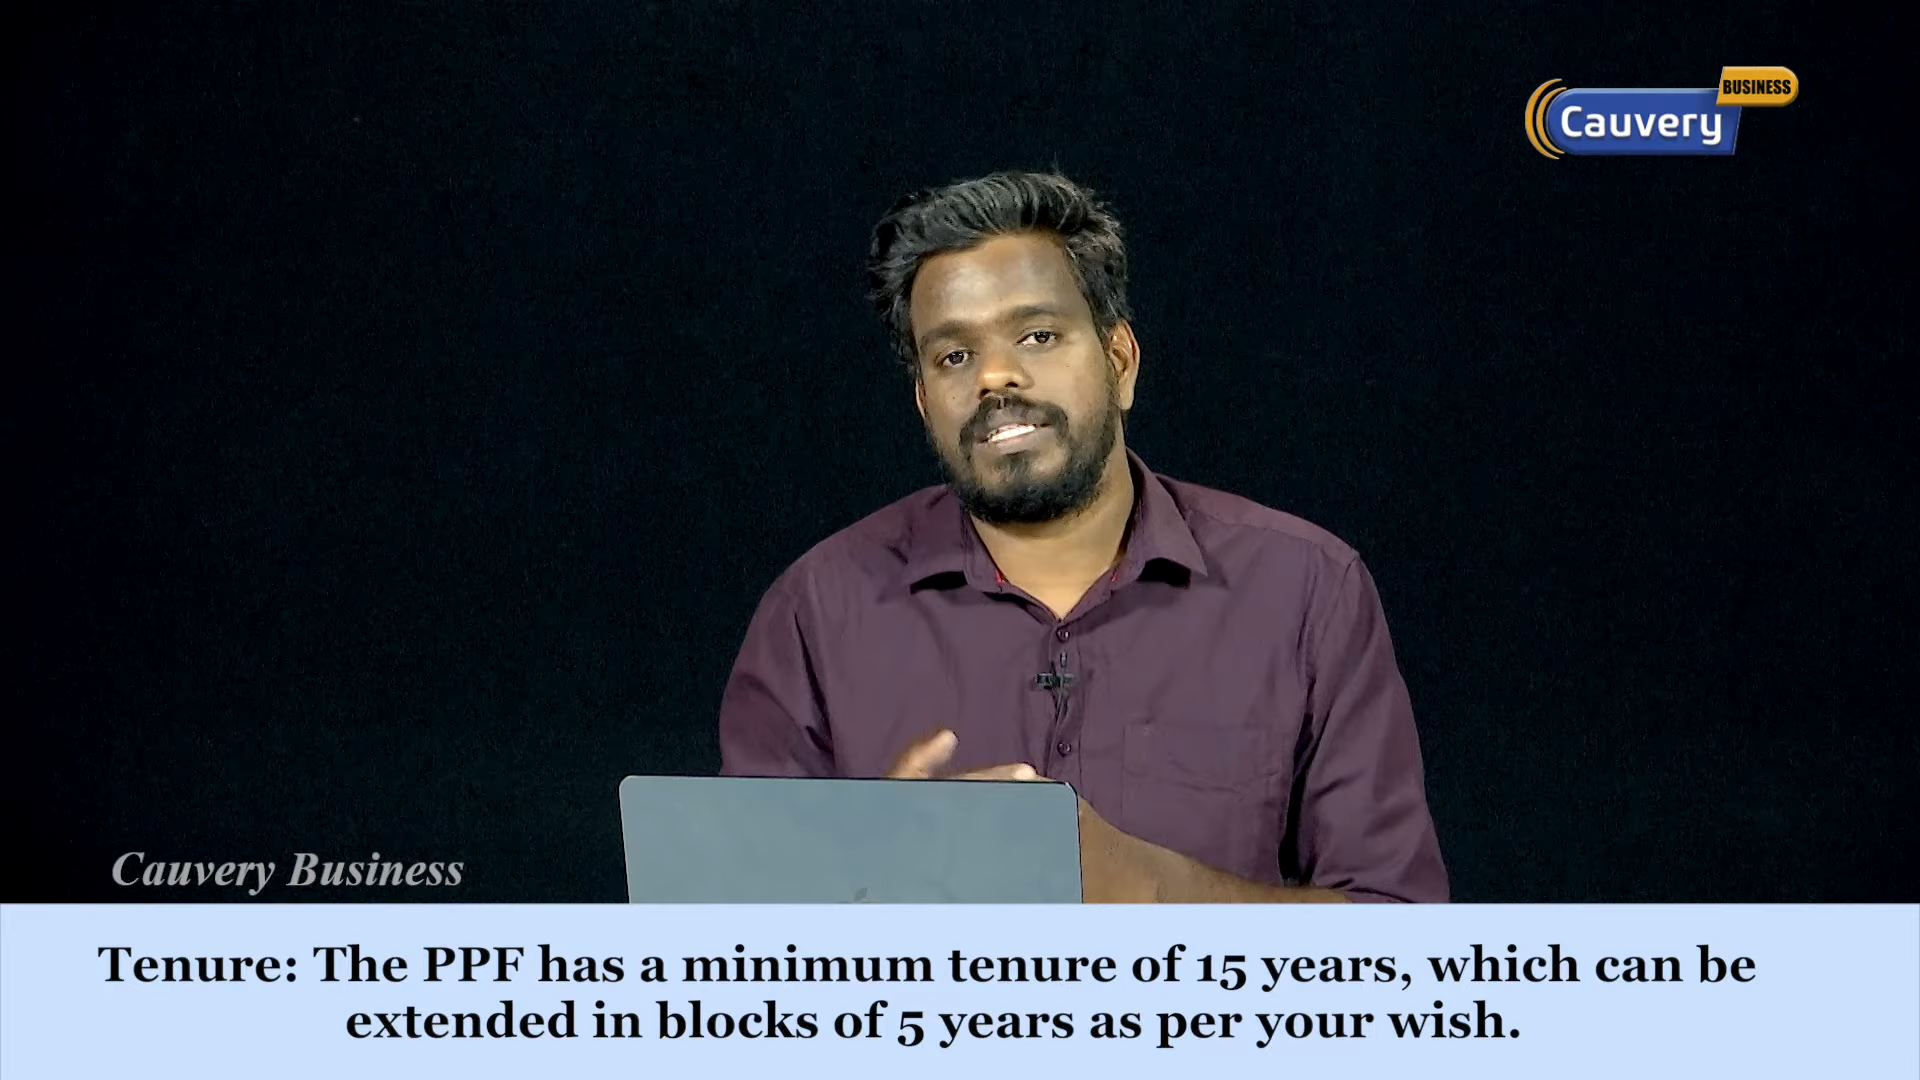 BUSINESS
Cauvery
Cauvery Business
Tenure: The PPF has a minimum tenure of 15 years, which can be
extended in blocks of 5 years as per your wish.